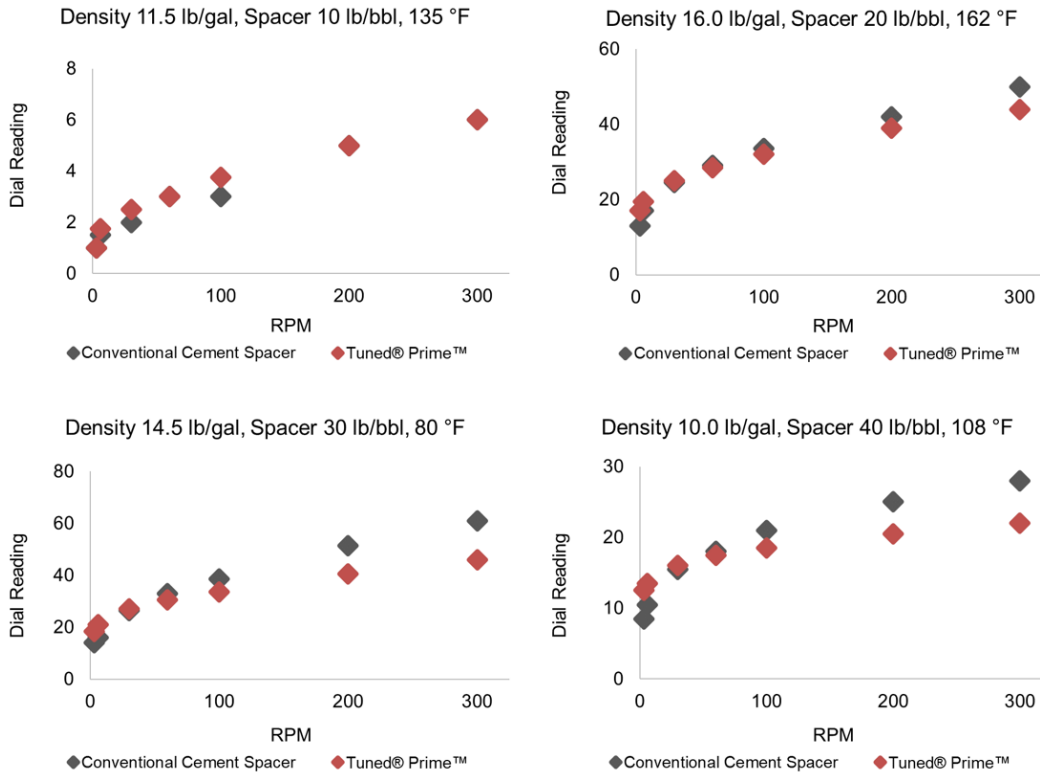 Density 11.5 lb/gal, Spacer 10 lb/bbl, 135 °F
8
6
4
2
0
Dial Reading
0 100 200 300
RPM
Conventional Cement Spacer Tuned® Prime™
Density 16.0 lb/gal, Spacer 20 lb/bbl, 162 °F
60
40
20
0
Dial Reading
0 100 200 300
RPM
Conventional Cement Spacer Tuned® Prime™
Density 14.5 lb/gal, Spacer 30 lb/bbl, 80 °F
80
60
40
20
0
Dial Reading
0 100 200 300
RPM
Conventional Cement Spacer Tuned® Prime™
Density 10.0 lb/gal, Spacer 40 lb/bbl, 108 °F
30
20
10
0
Dial Reading
0 100 200 300
RPM
Conventional Cement Spacer Tuned® Prime™